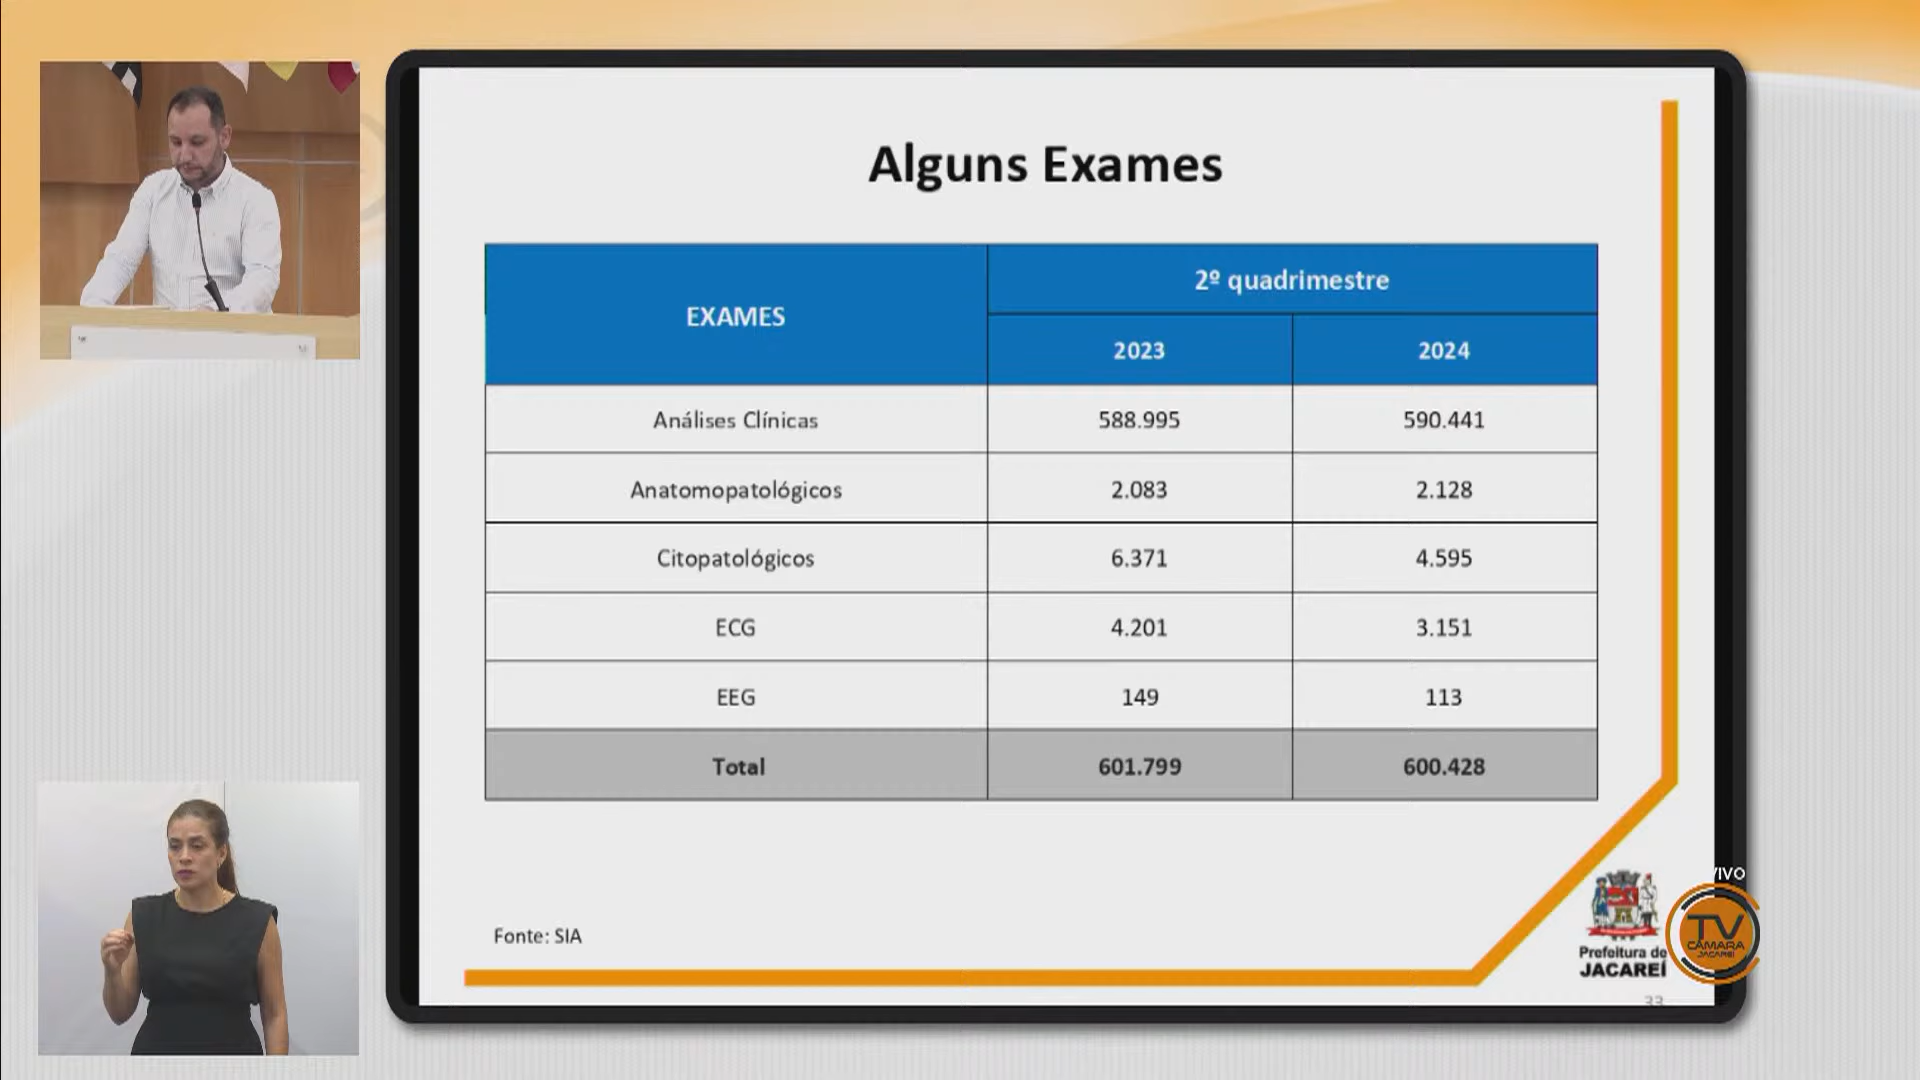 Alguns Exames
EXAMES
2º quadrimestre
2023
2024
Análises Clínicas
588.995
590.441
Anatomopatológicos
2.083
2.128
Citopatológicos
6.371
4.595
ECG
4.201
3.151
EEG
149
113
Total
601.799
600.428
Fonte: SIA
Prefeitura de
JACAREÍ
VIVO
TV
CÂMARA
JACAREÍ
33